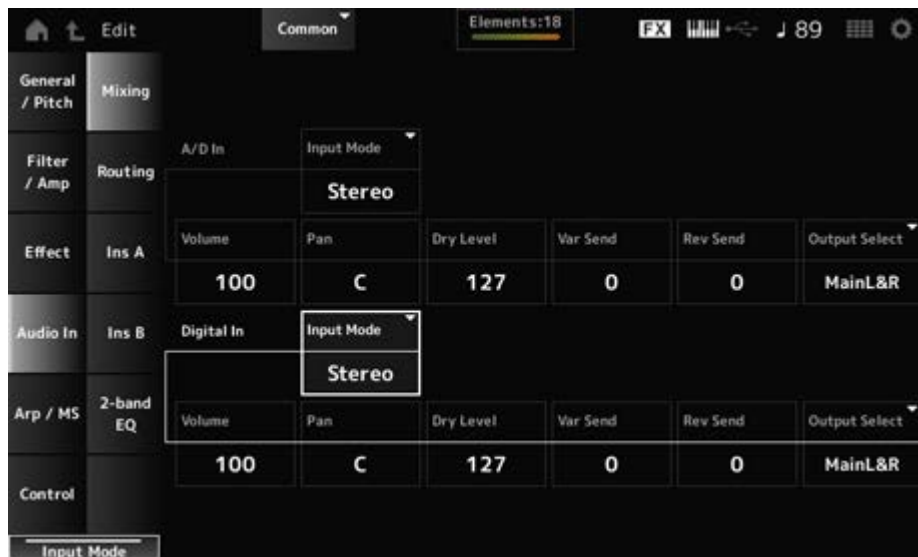 Edit
Common
Elements:18
FX
♩ 89
General / Pitch
Mixing
Filter / Amp
Routing
A/D In
Input Mode
Stereo
Effect
Ins A
Volume
Pan
Dry Level
Var Send
Rev Send
Output Select
100
C
127
0
0
MainL&R
Audio In
Ins B
Digital In
Input Mode
Stereo
Arp / MS
2-band EQ
Volume
Pan
Dry Level
Var Send
Rev Send
Output Select
100
C
127
0
0
MainL&R
Control
Input Mode